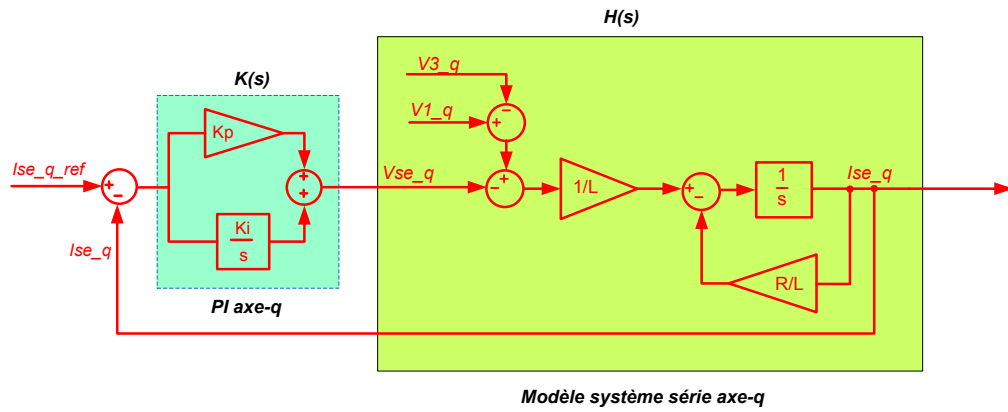 H(s)
K(s)
V3_q
V1_q
Kp
Ise_q_ref
Vse_q
1/L
1
s
Ise_q
Ise_q
Ki
s
R/L
PI axe-q
Modèle système série axe-q